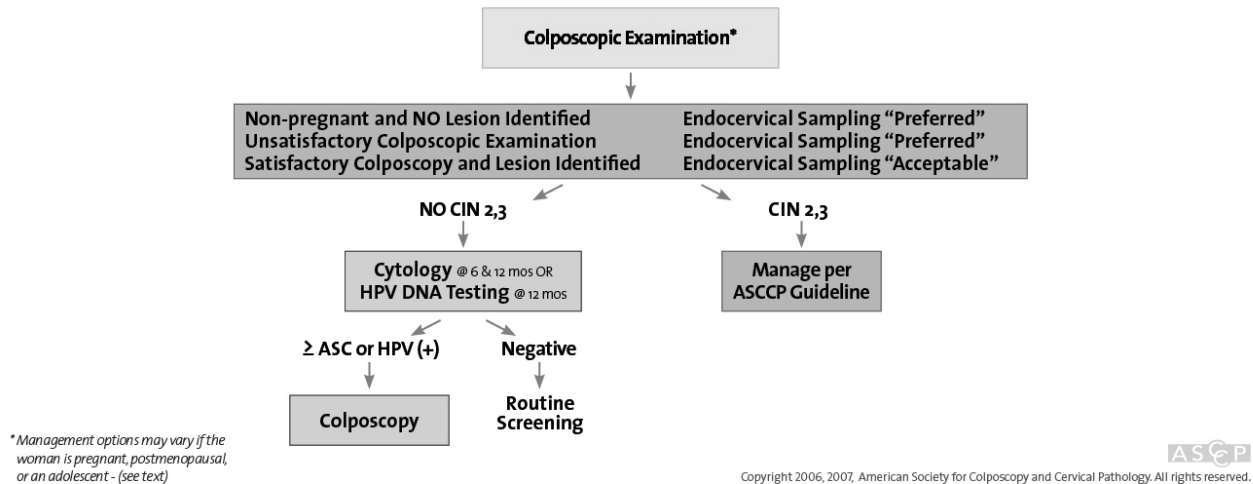 Colposcopic Examination*
Non-pregnant and NO Lesion Identified Endocervical Sampling “Preferred”
Unsatisfactory Colposcopic Examination Endocervical Sampling “Preferred”
Satisfactory Colposcopy and Lesion Identified Endocervical Sampling “Acceptable”
NO CIN 2,3 CIN 2,3
Cytology @ 6 & 12 mos OR
HPV DNA Testing @ 12 mos
Manage per
ASCCP Guideline
≥ ASC or HPV (+) Negative
Colposcopy
Routine
Screening
* Management options may vary if the
woman is pregnant, postmenopausal,
or an adolescent - (see text)
ASCCP
Copyright 2006, 2007, American Society for Colposcopy and Cervical Pathology. All rights reserved.